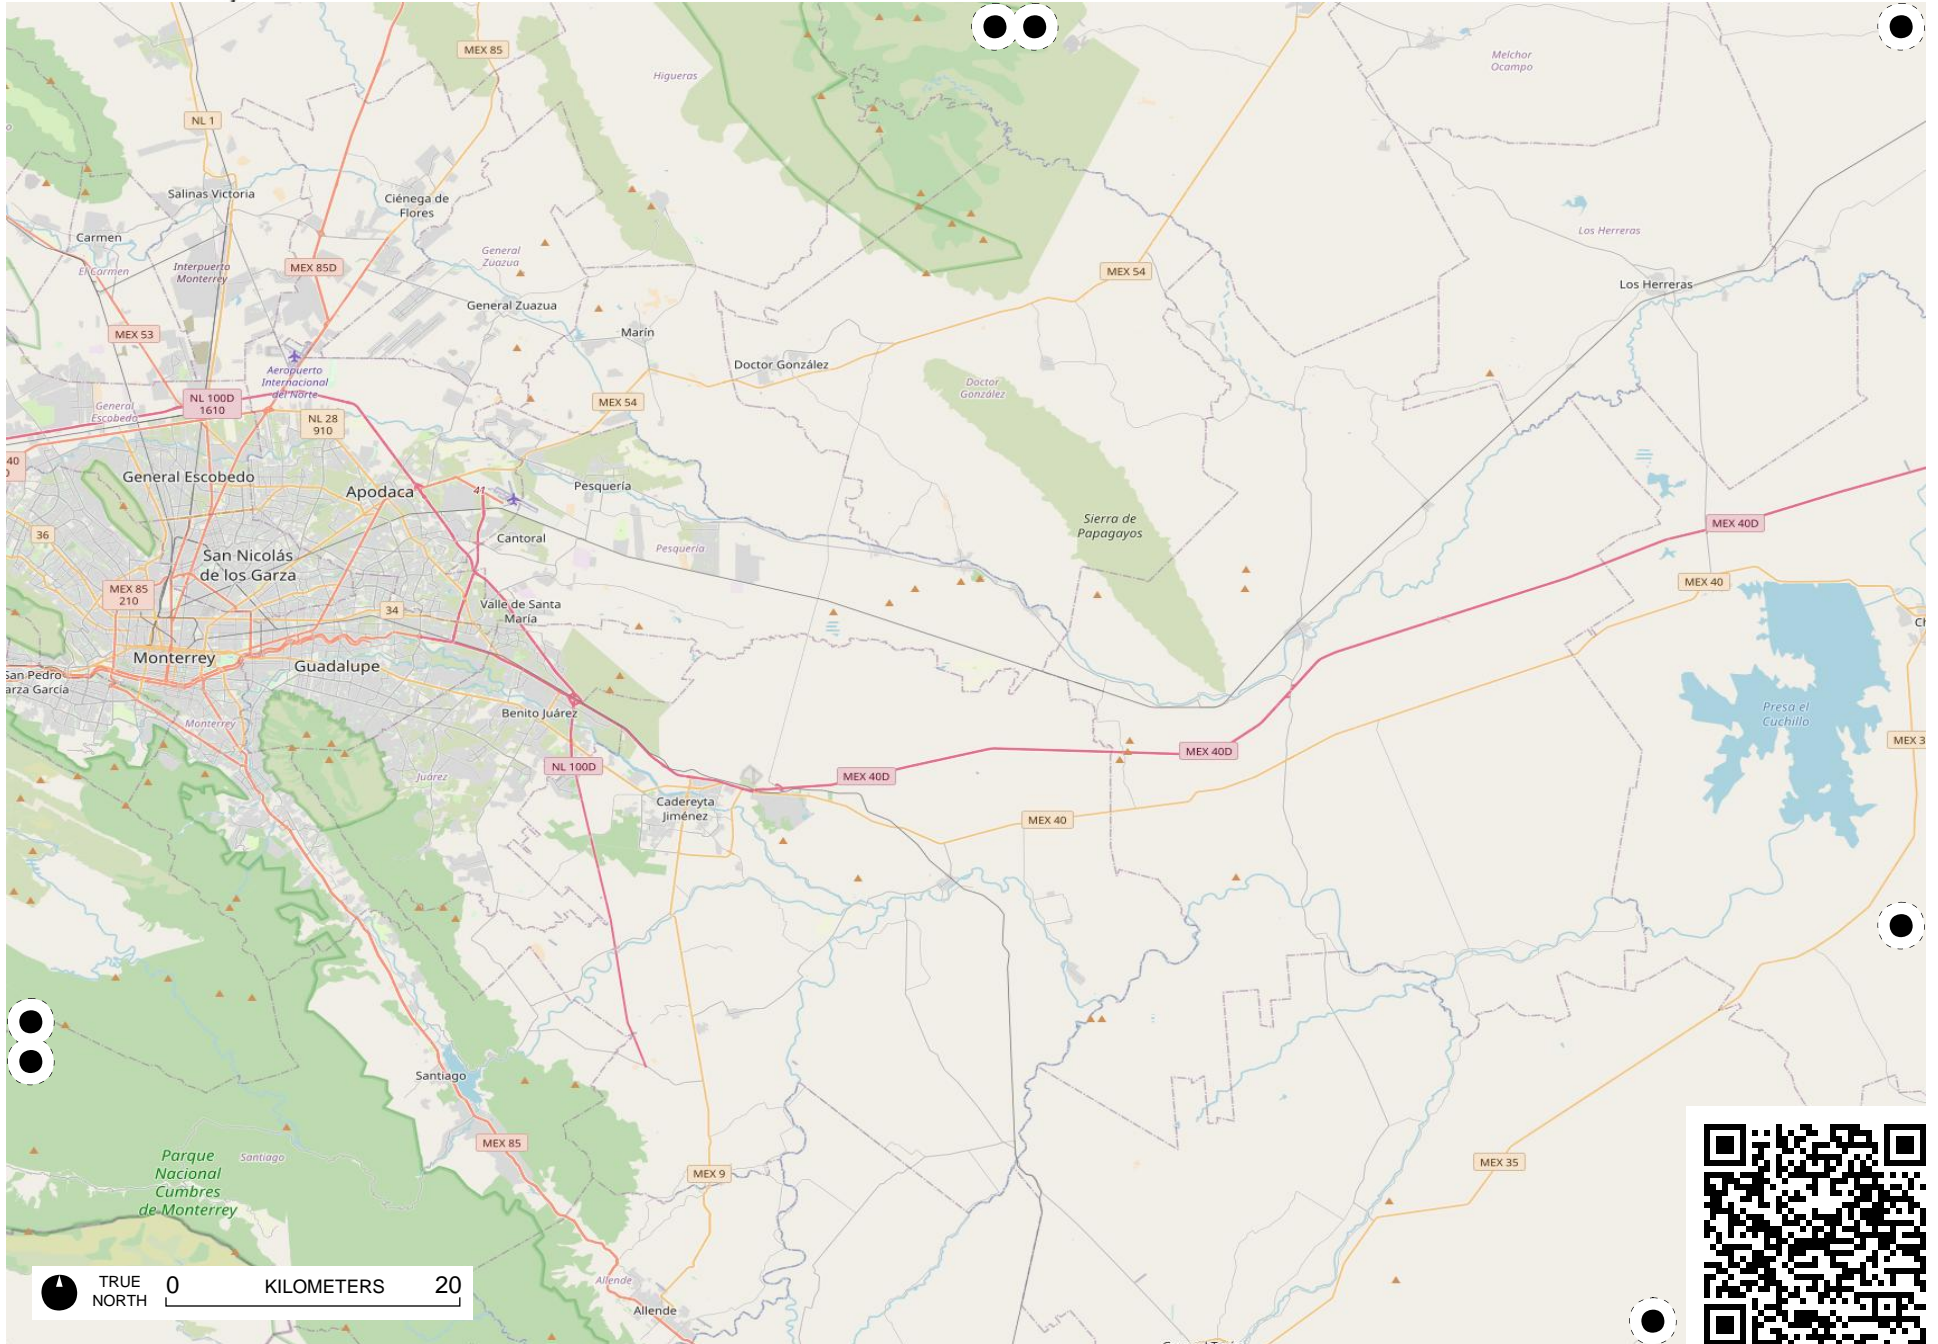 MEX 85
Higueras
Melchor
Ocampo
NL 1
Salinas Victoria
Ciénega de
Flores
Carmen
El Carmen
Interpuerto
Monterrey
MEX 85D
General
Zuazua
General Zuazua
MEX 54
Los Herreras
Los Herreras
MEX 53
Marín
Aeropuerto
Internacional
del Norte
Doctor González
Doctor
González
General
Escobedo
NL 100D
1610
NL 28
910
MEX 54
40
General Escobedo
Apodaca
41
Pesquería
36
San Nicolás
de los Garza
Cantoral
Pesquería
Sierra de
Papagayos
MEX 40D
MEX 85
210
34
Valle de Santa
María
MEX 40
Monterrey
Guadalupe
San Pedro
arza García
Monterrey
Benito Juárez
Presa el
Cuchillo
Juárez
NL 100D
MEX 40D
MEX 40D
MEX 3
Cadereyta
Jiménez
MEX 40
Santiago
MEX 85
Parque
Nacional
Cumbres
de Monterrey
Santiago
MEX 9
MEX 35
Allende
Allende
TRUE
NORTH
0 KILOMETERS 20